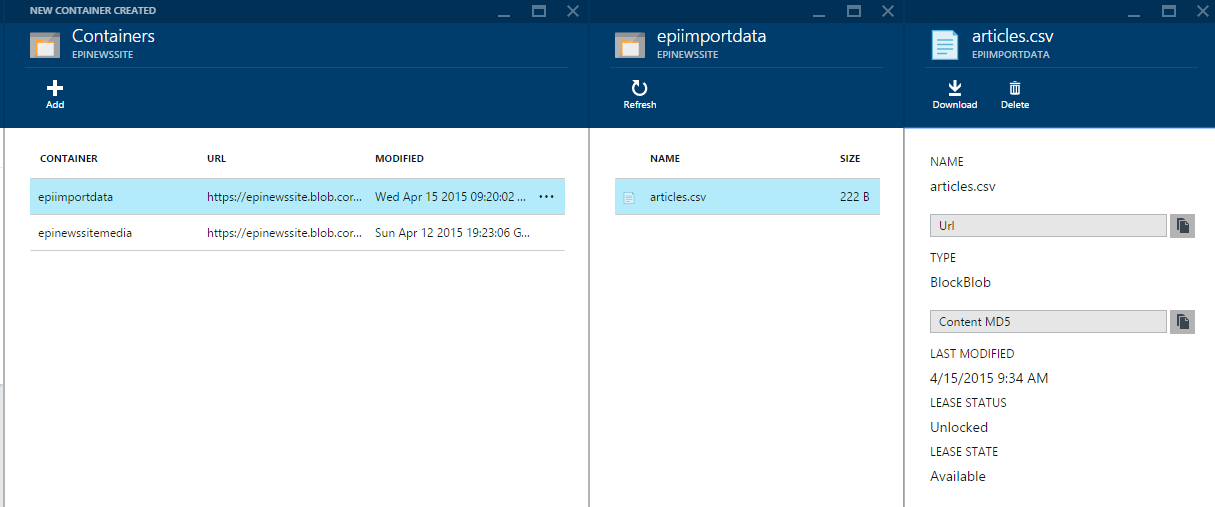 NEW CONTAINER CREATED
Containers
EPINEWSSITE
Add
CONTAINER URL MODIFIED
epiimportdata https://epinewssite.blob.cor... Wed Apr 15 2015 09:20:02 ... ...
epinewssitemedia https://epinewssite.blob.cor... Sun Apr 12 2015 19:23:06 G...
epiimportdata
EPINEWSSITE
Refresh
NAME SIZE
articles.csv 222 B
articles.csv
EPIIMPORTDATA
Download Delete
NAME
articles.csv
Url
TYPE
BlockBlob
Content MD5
LAST MODIFIED
4/15/2015 9:34 AM
LEASE STATUS
Unlocked
LEASE STATE
Available